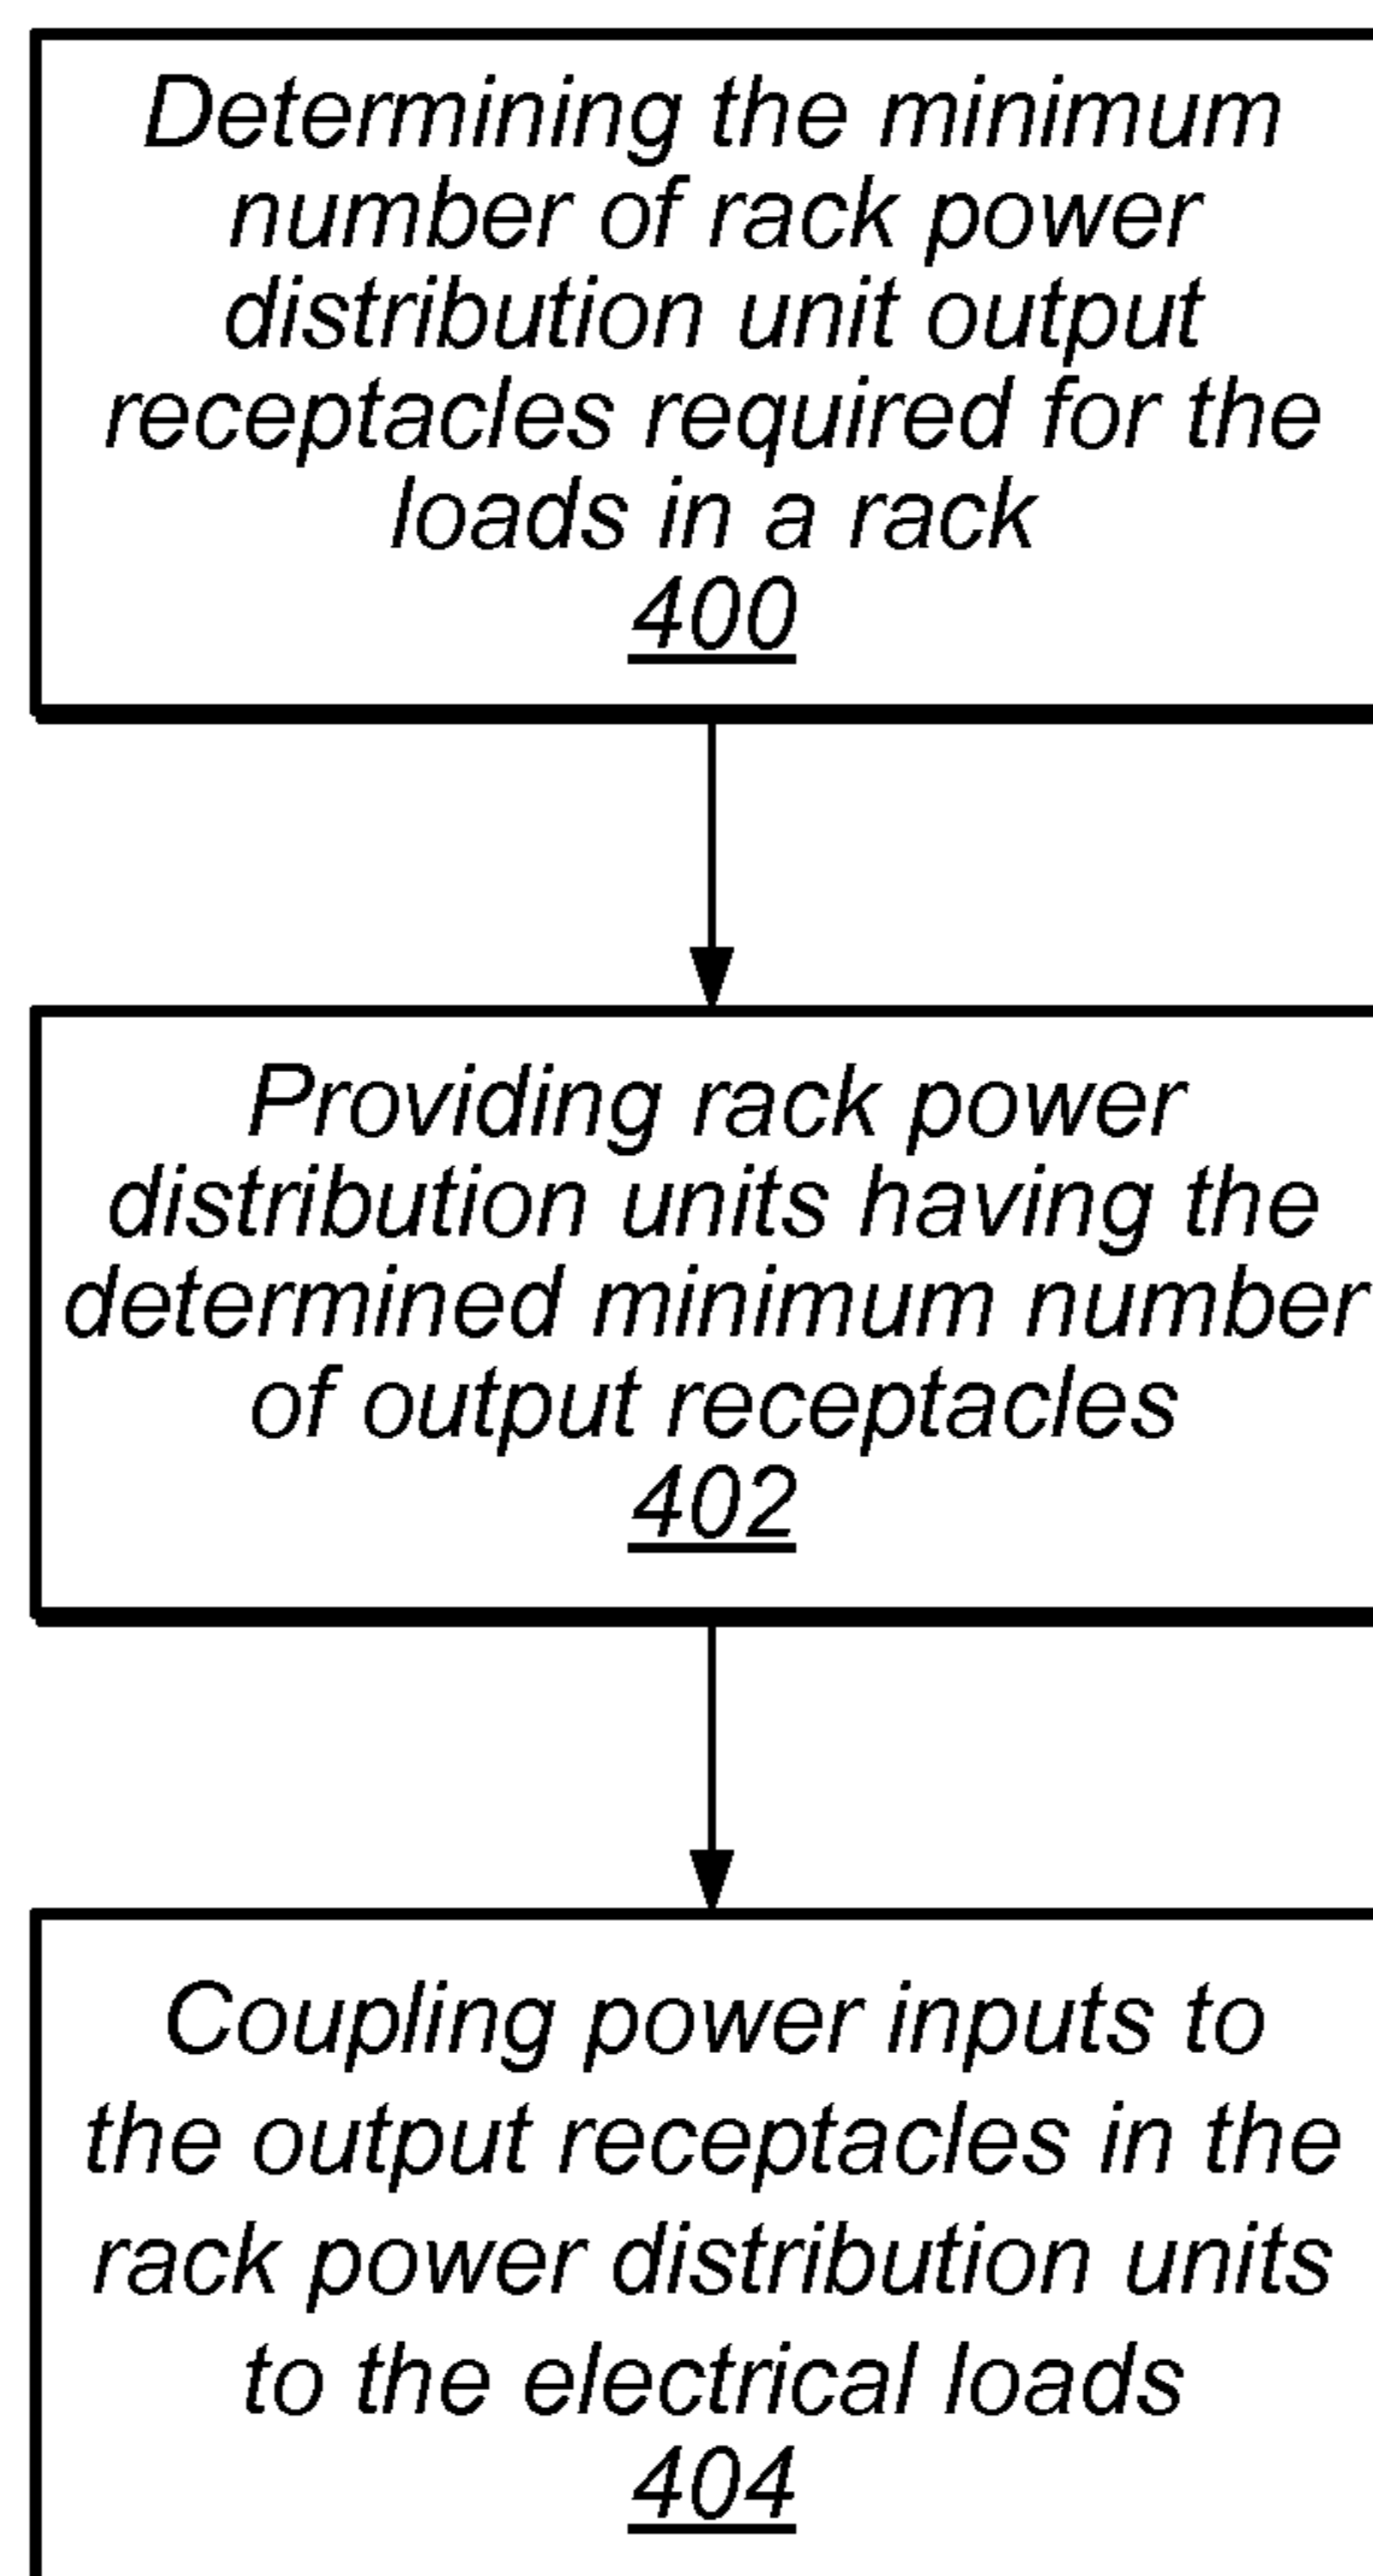 Determining the minimum
number of rack power
distribution unit output
receptacles required for the
loads in a rack
400
Providing rack power
distribution units having the
determined minimum number
of output receptacles
402
Coupling power inputs to
the output receptacles in the
rack power distribution units
to the electrical loads
404